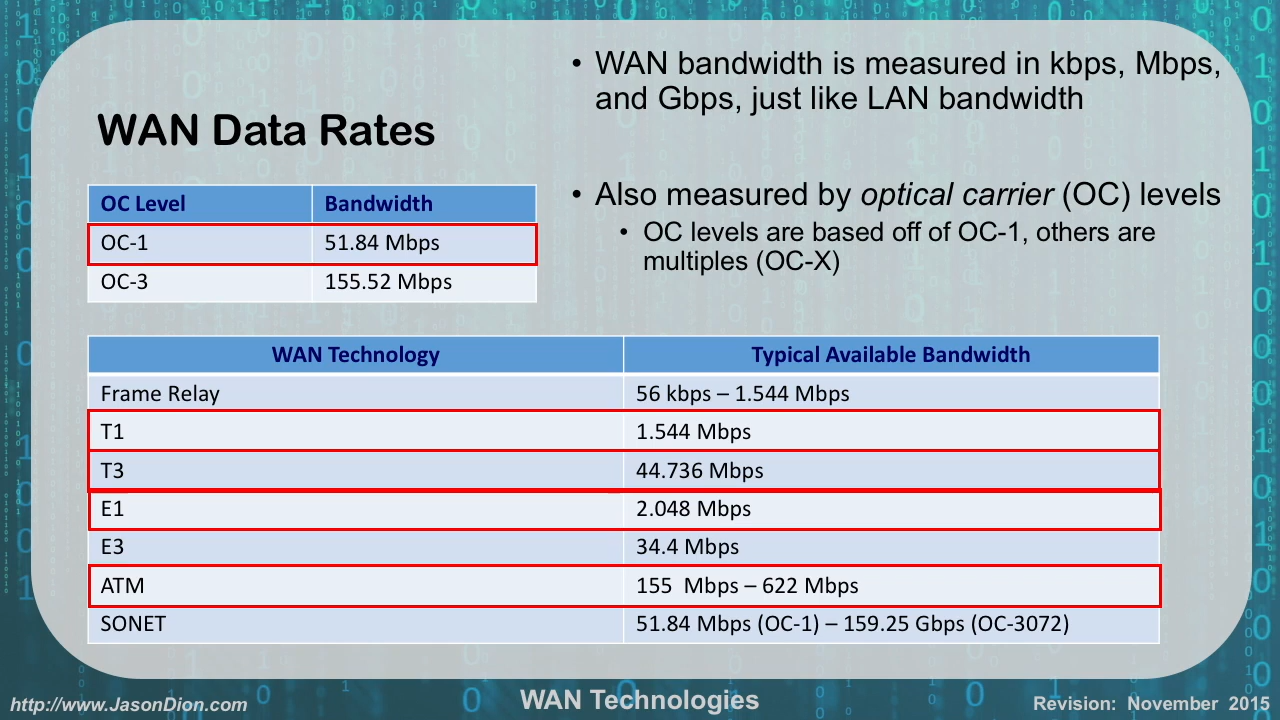 WAN Data Rates
OC Level Bandwidth
OC-1 51.84 Mbps
OC-3 155.52 Mbps
• WAN bandwidth is measured in kbps, Mbps,
and Gbps, just like LAN bandwidth
• Also measured by optical carrier (OC) levels
• OC levels are based off of OC-1, others are
multiples (OC-X)
WAN Technology Typical Available Bandwidth
Frame Relay 56 kbps – 1.544 Mbps
T1 1.544 Mbps
T3 44.736 Mbps
E1 2.048 Mbps
E3 34.4 Mbps
ATM 155  Mbps – 622 Mbps
SONET 51.84 Mbps (OC-1) – 159.25 Gbps (OC-3072)
http://www.JasonDion.com
WAN Technologies
Revision: November 2015